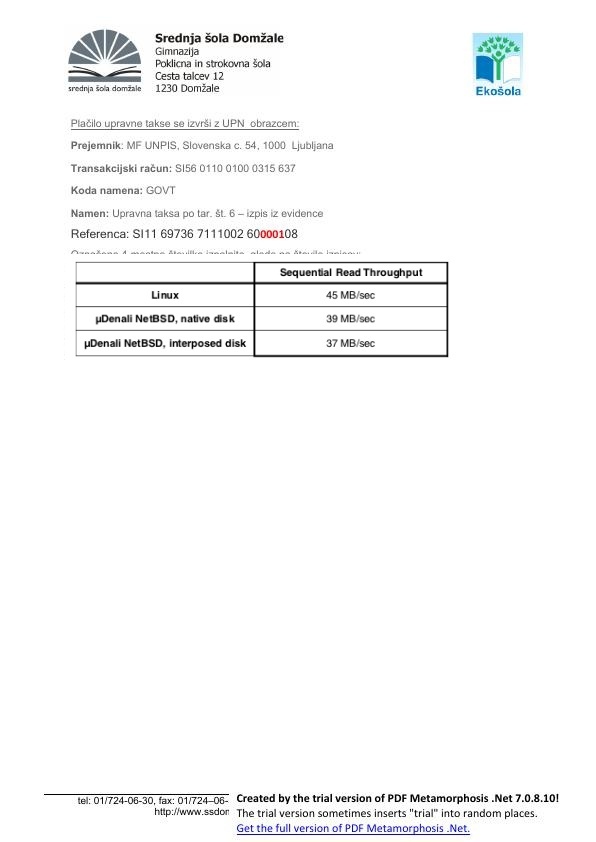 Srednja šola Domžale
Gimnazija
Poklicna in strokovna šola
Cesta talcev 12
1230 Domžale
srednja šola domžale
Ekošola
Plačilo upravne takse se izvrši z UPN obrazcem:
Prejemnik: MF UNPIS, Slovenska c. 54, 1000 Ljubljana
Transakcijski račun: SI56 0110 0100 0315 637
Koda namena: GOVT
Namen: Upravna taksa po tar. št. 6 – izpis iz evidence
Referenca: SI11 69736 7111002 60000108
Sequential Read Throughput
Linux 45 MB/sec
µDenali NetBSD, native disk 39 MB/sec
µDenali NetBSD, interposed disk 37 MB/sec
tel: 01/724-06-30, fax: 01/724–06-
http://www.ssdor
Created by the trial version of PDF Metamorphosis .Net 7.0.8.10!
The trial version sometimes inserts "trial" into random places.
Get the full version of PDF Metamorphosis .Net.